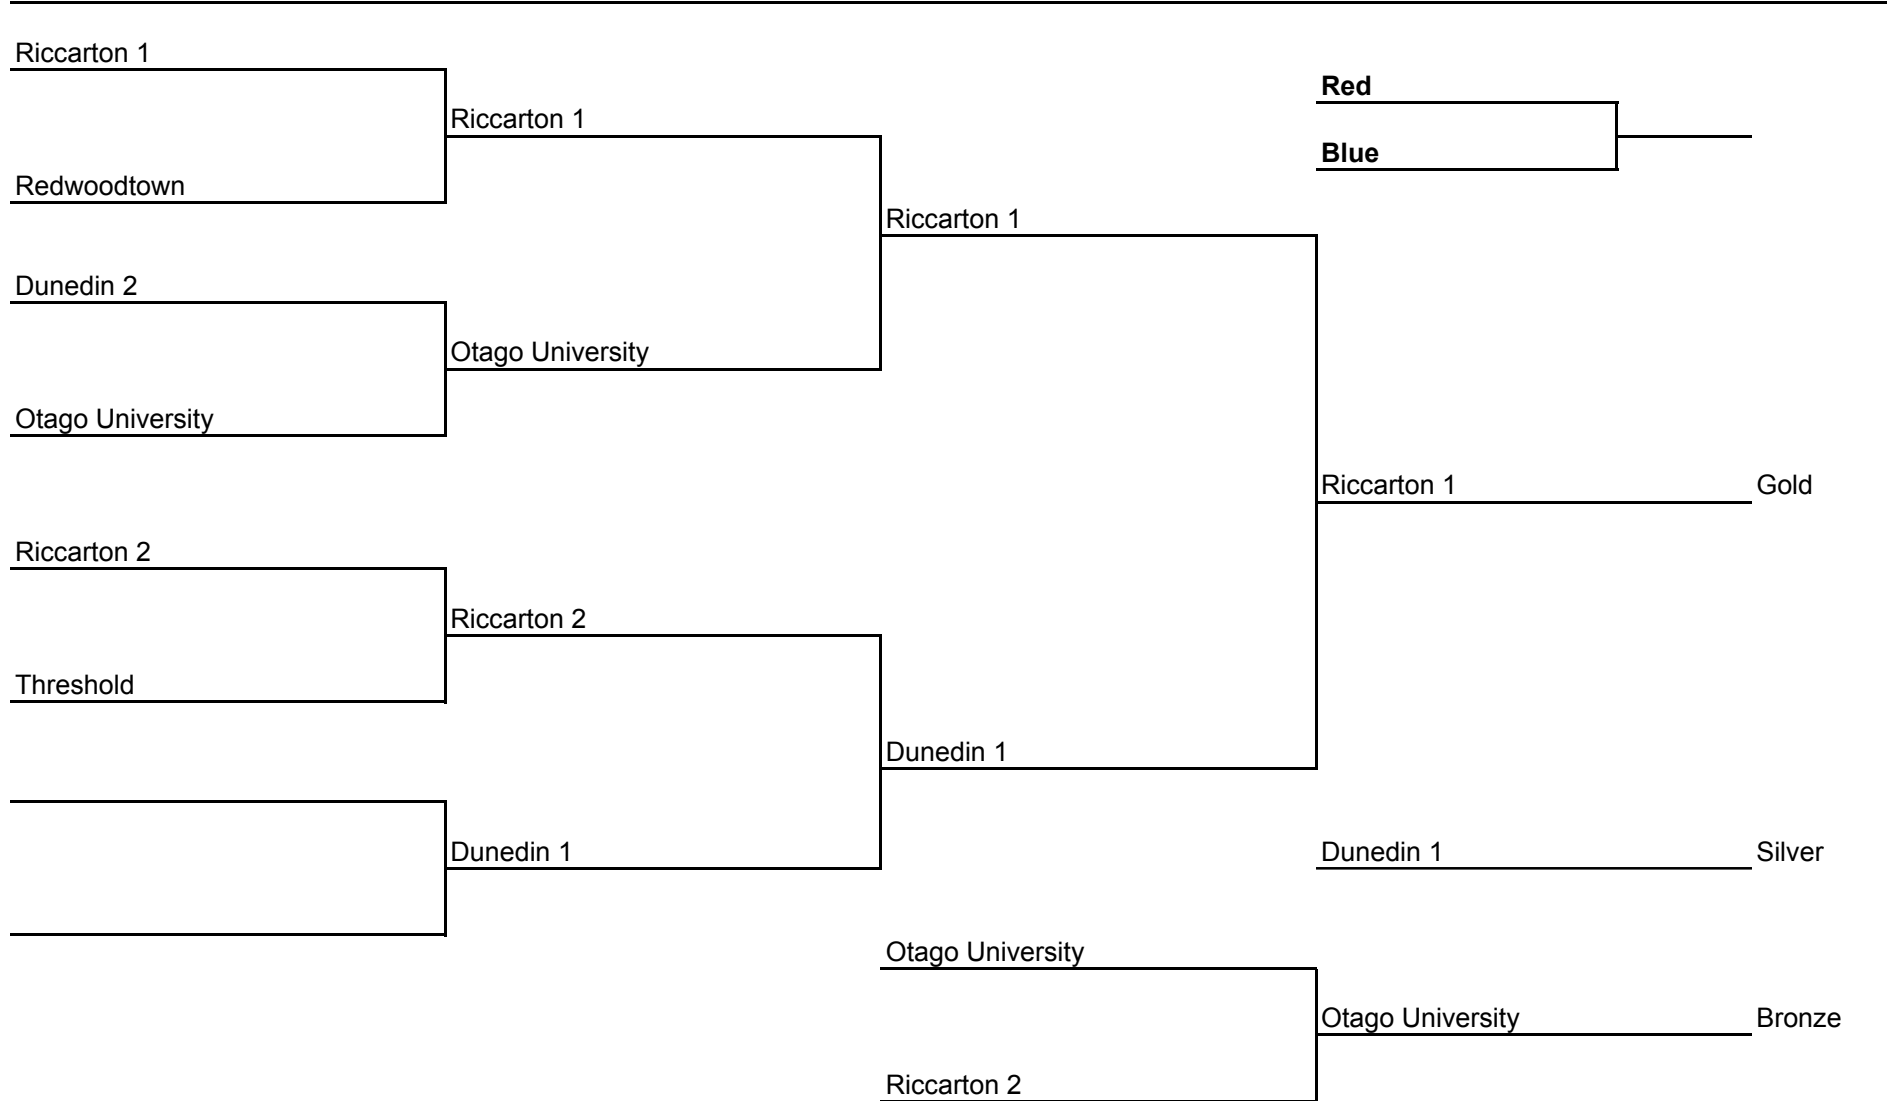 Riccarton 1
Red
Riccarton 1
Blue
Redwoodtown
Riccarton 1
Dunedin 2
Otago University
Otago University
Riccarton 1
Gold
Riccarton 2
Riccarton 2
Threshold
Dunedin 1
Dunedin 1
Dunedin 1
Silver
Otago University
Otago University
Bronze
Riccarton 2